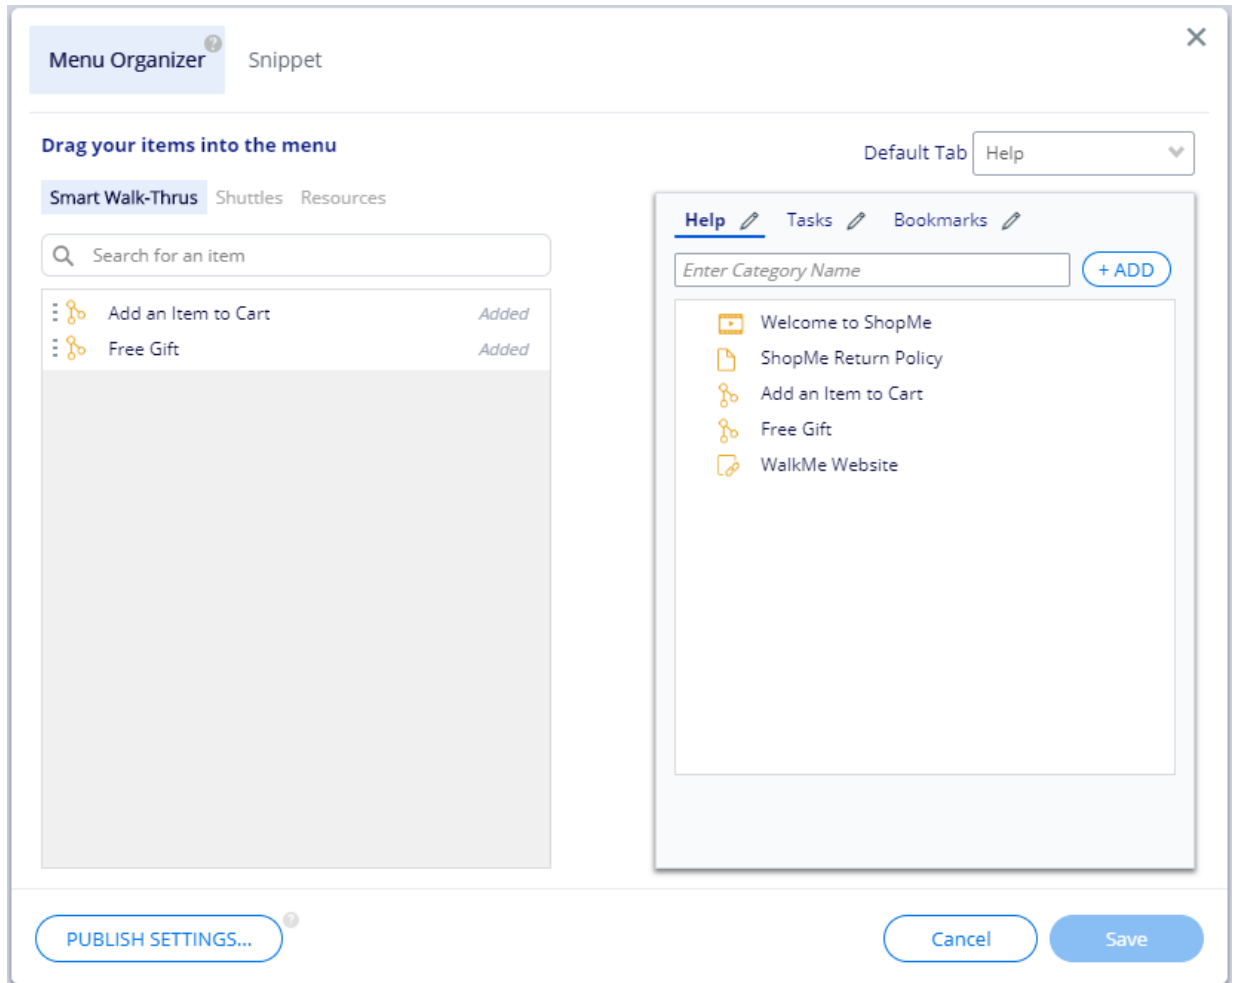 Menu Organizer ? Snippet
Drag your items into the menu
Default Tab Help
Smart Walk-Thrus Shuttles Resources
Search for an item
Add an Item to Cart Added
Free Gift Added
Help Tasks Bookmarks
Enter Category Name + ADD
Welcome to ShopMe
ShopMe Return Policy
Add an Item to Cart
Free Gift
WalkMe Website
PUBLISH SETTINGS... ? Cancel Save